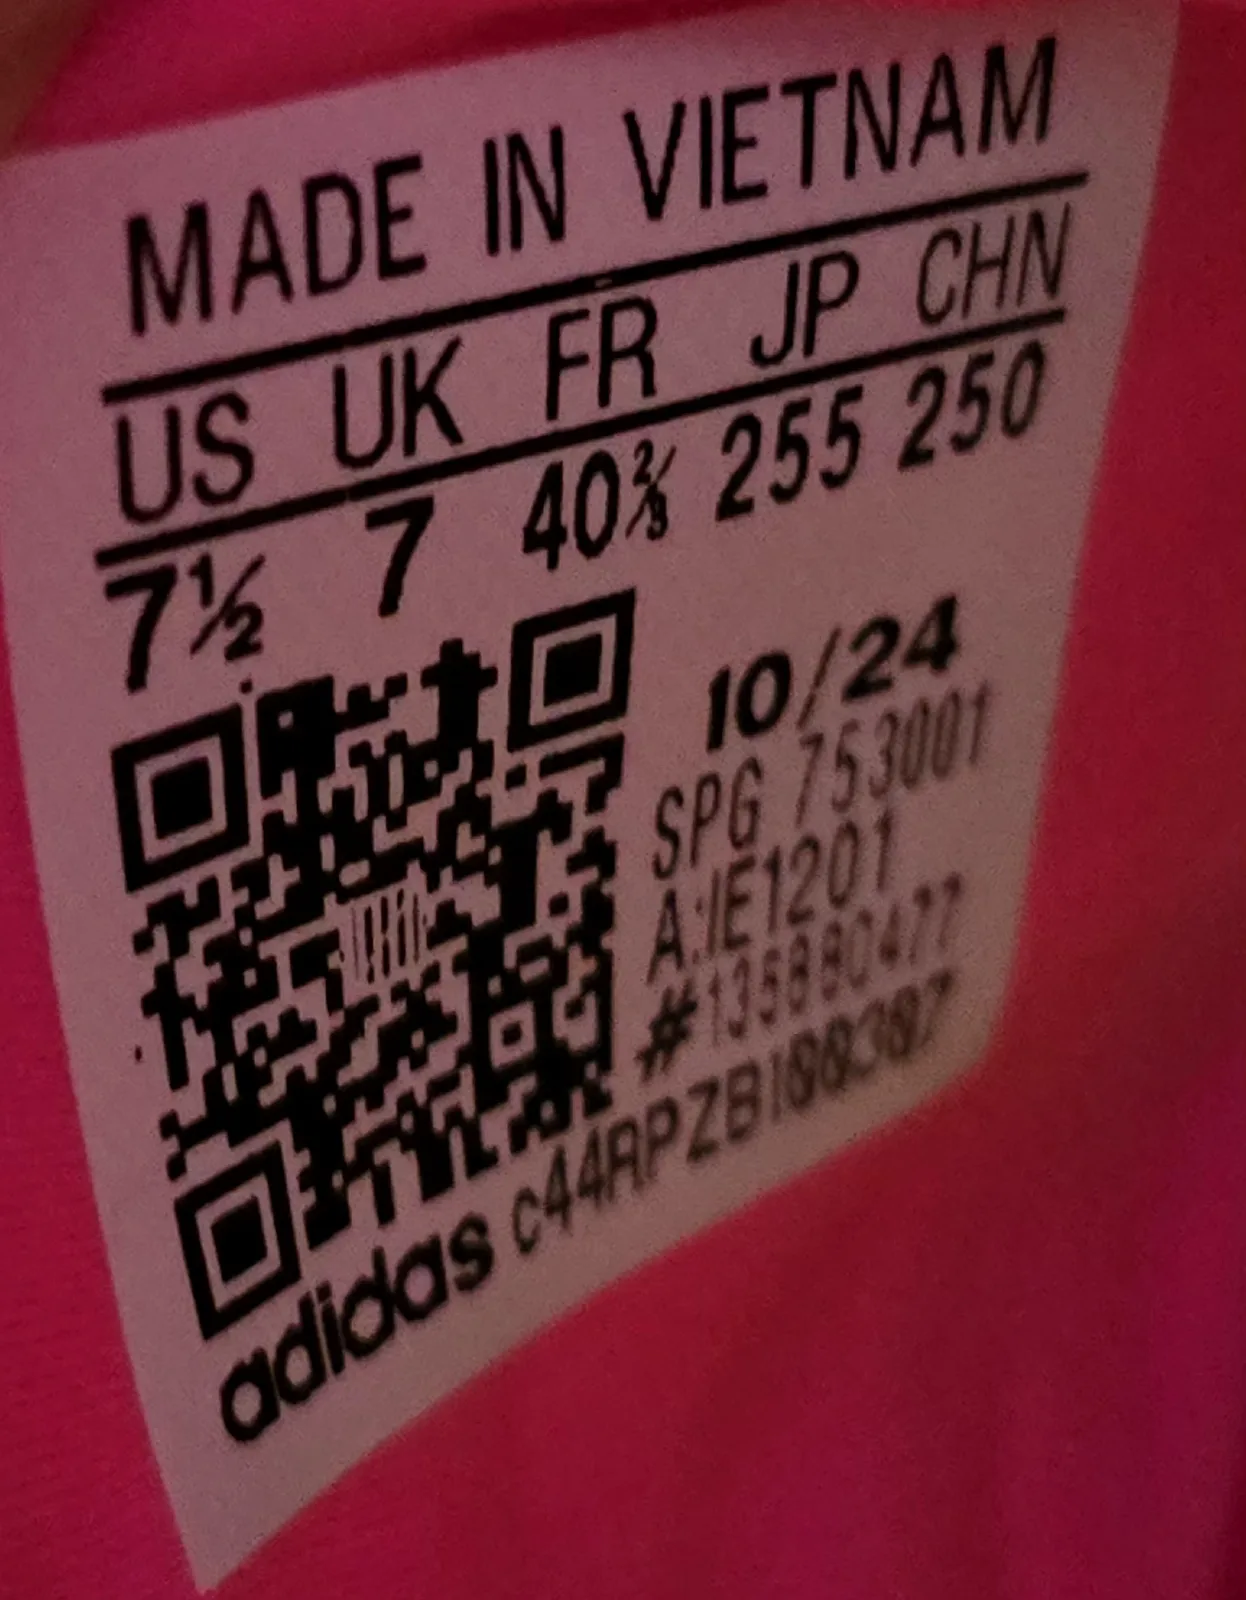 MADE IN VIETNAM
US UK FR JP CHN
7½ 7 40⅔ 255 250
10/24
SPG 753001
A:IE1201
#135880477
adidas